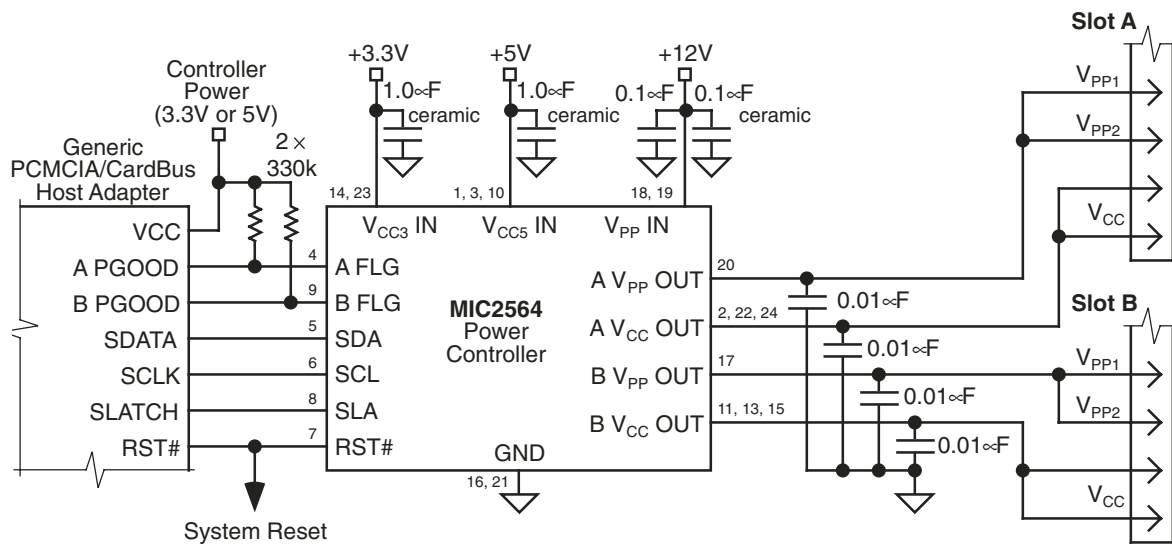 Slot A
+3.3V
+5V
+12V
Controller
Power
(3.3V or 5V)
1.0∝F
ceramic
1.0∝F
ceramic
0.1∝F
0.1∝F
ceramic
VPP1
VPP2
VCC
2 ×
330k
Generic
PCMCIA/CardBus
Host Adapter
14, 23
1, 3, 10
18, 19
VCC3 IN
VCC5 IN
VPP IN
VCC
A PGOOD
B PGOOD
SDATA
SCLK
SLATCH
RST#
4
9
5
6
8
7
A FLG
B FLG
SDA
SCL
SLA
RST#
MIC2564
Power
Controller
GND
16, 21
A VPP OUT
A VCC OUT
B VPP OUT
B VCC OUT
20
2, 22, 24
17
11, 13, 15
0.01∝F
0.01∝F
0.01∝F
0.01∝F
Slot B
VPP1
VPP2
VCC
System Reset